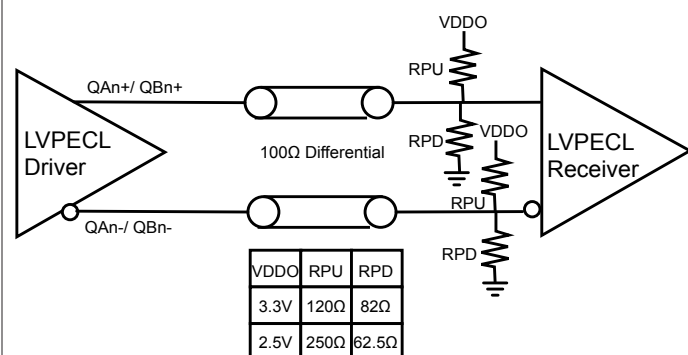 VDDO
RPU
QAn+/ QBn+
LVPECL
Driver
100Ω Differential
RPD
VDDO
LVPECL
Receiver
RPU
QAn-/ QBn-
RPD
VDDO RPU RPD
3.3V 120Ω 82Ω
2.5V 250Ω 62.5Ω